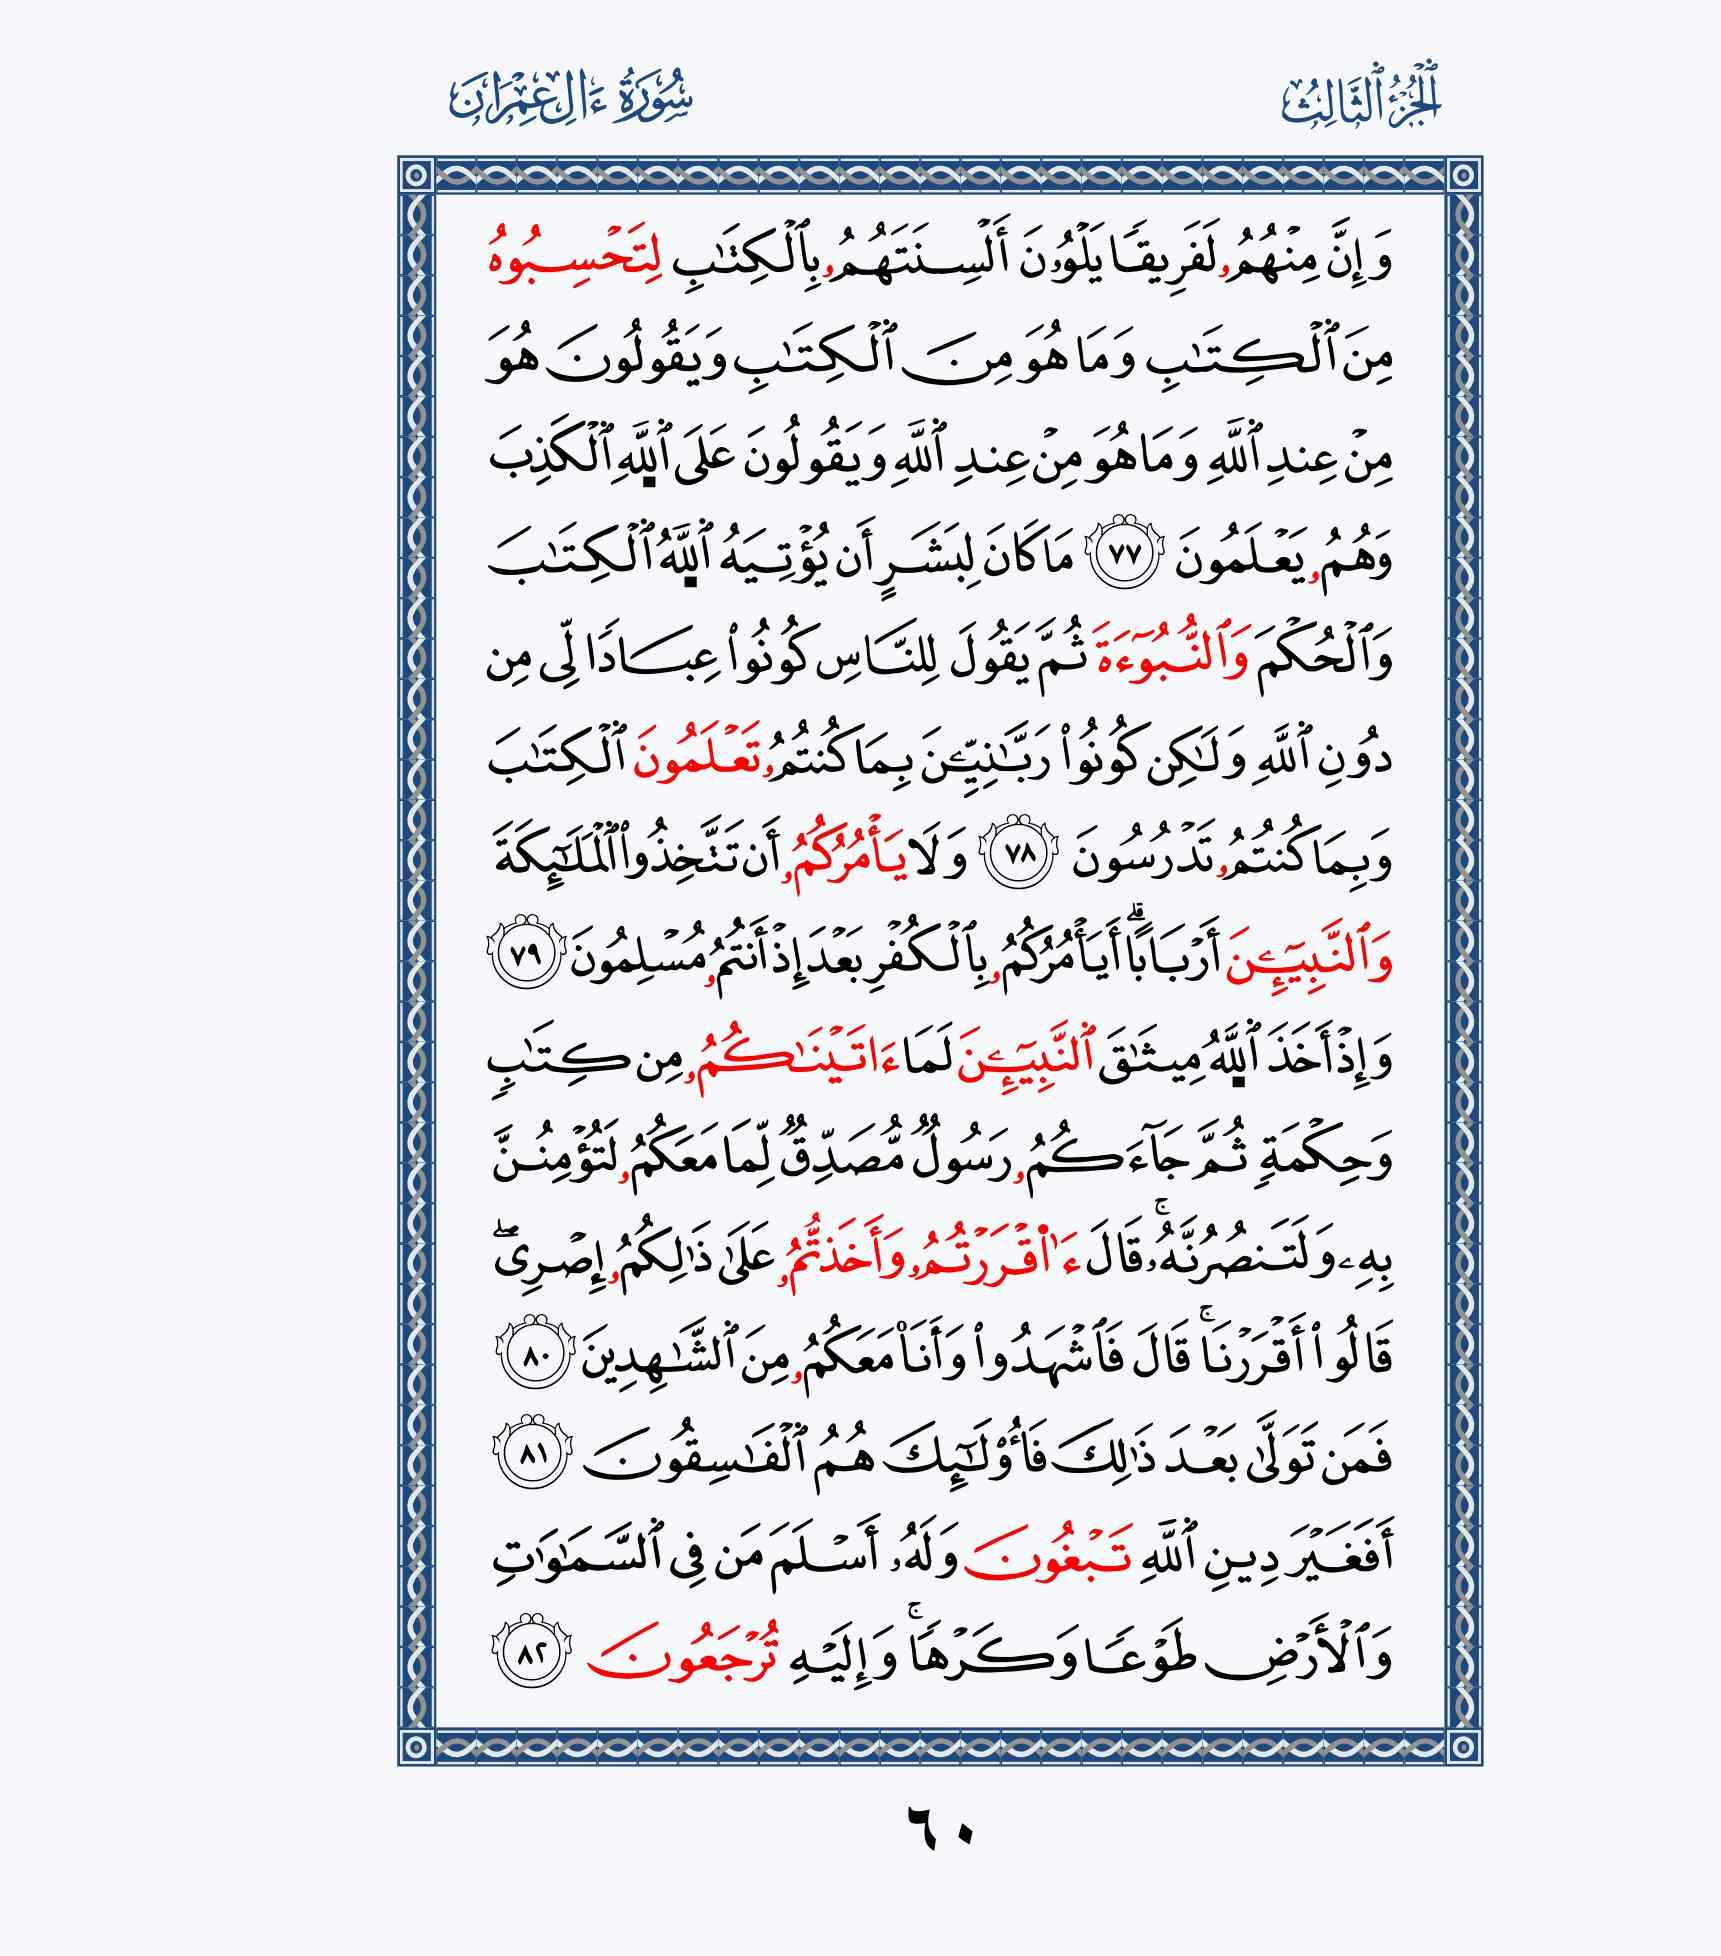 الجُزْءُ ٱلثَّالِثُ
سُورَةُ ءَالِ عِمْرَان
وَإِنَّ مِنْهُمُۥ لَفَرِيقًا يَلْوُۥنَ أَلْسِنَتَهُمُۥ بِٱلْكِتَٰبِ لِتَحْسِبُوهُ
مِنَ ٱلْكِتَٰبِ وَمَا هُوَ مِنَ ٱلْكِتَٰبِ وَيَقُولُونَ هُوَ
مِنْ عِندِ ٱللَّهِ وَمَا هُوَ مِنْ عِندِ ٱللَّهِ وَيَقُولُونَ عَلَى ٱللَّهِ ٱلْكَذِبَ
وَهُمُۥ يَعْلَمُونَ ٧٧ مَا كَانَ لِبَشَرٍ أَن يُؤْتِيَهُ ٱللَّهُ ٱلْكِتَٰبَ
وَٱلْحُكْمَ وَٱلنُّبُوٓءَةَ ثُمَّ يَقُولَ لِلنَّاسِ كُونُوا۟ عِبَادًا لِّى مِن
دُونِ ٱللَّهِ وَلَٰكِن كُونُوا۟ رَبَّٰنِيِّۦنَ بِمَا كُنتُمُۥ تَعْلَمُونَ ٱلْكِتَٰبَ
وَبِمَا كُنتُمُۥ تَدْرُسُونَ ٧٨ وَلَا يَأْمُرُكُمُۥ أَن تَتَّخِذُوا۟ ٱلْمَلَٰٓئِكَةَ
وَٱلنَّبِيٓـِٔۦنَ أَرْبَابًا ۗ أَيَأْمُرُكُمُۥ بِٱلْكُفْرِ بَعْدَ إِذْ أَنتُمُۥ مُسْلِمُونَ ٧٩
وَإِذْ أَخَذَ ٱللَّهُ مِيثَٰقَ ٱلنَّبِيٓـِٔۦنَ لَمَا ءَاتَيْنَٰكُمُۥ مِن كِتَٰبٍ
وَحِكْمَةٍ ثُمَّ جَآءَكُمُۥ رَسُولٌ مُّصَدِّقٌ لِّمَا مَعَكُمُۥ لَتُؤْمِنُنَّ
بِهِۦ وَلَتَنصُرُنَّهُۥ ۚ قَالَ ءَا۬قْرَرْتُمُۥ وَأَخَذتُّمُۥ عَلَىٰ ذَٰلِكُمُۥ إِصْرِى ۖ
قَالُوا۟ أَقْرَرْنَا ۚ قَالَ فَٱشْهَدُوا۟ وَأَنَا۠ مَعَكُمُۥ مِنَ ٱلشَّٰهِدِينَ ٨٠
فَمَن تَوَلَّىٰ بَعْدَ ذَٰلِكَ فَأُو۟لَٰٓئِكَ هُمُ ٱلْفَٰسِقُونَ ٨١
أَفَغَيْرَ دِينِ ٱللَّهِ تَبْغُونَ وَلَهُۥ أَسْلَمَ مَن فِى ٱلسَّمَٰوَٰتِ
وَٱلْأَرْضِ طَوْعًا وَكَرْهًا ۚ وَإِلَيْهِ تُرْجَعُونَ ٨٢
٦٠